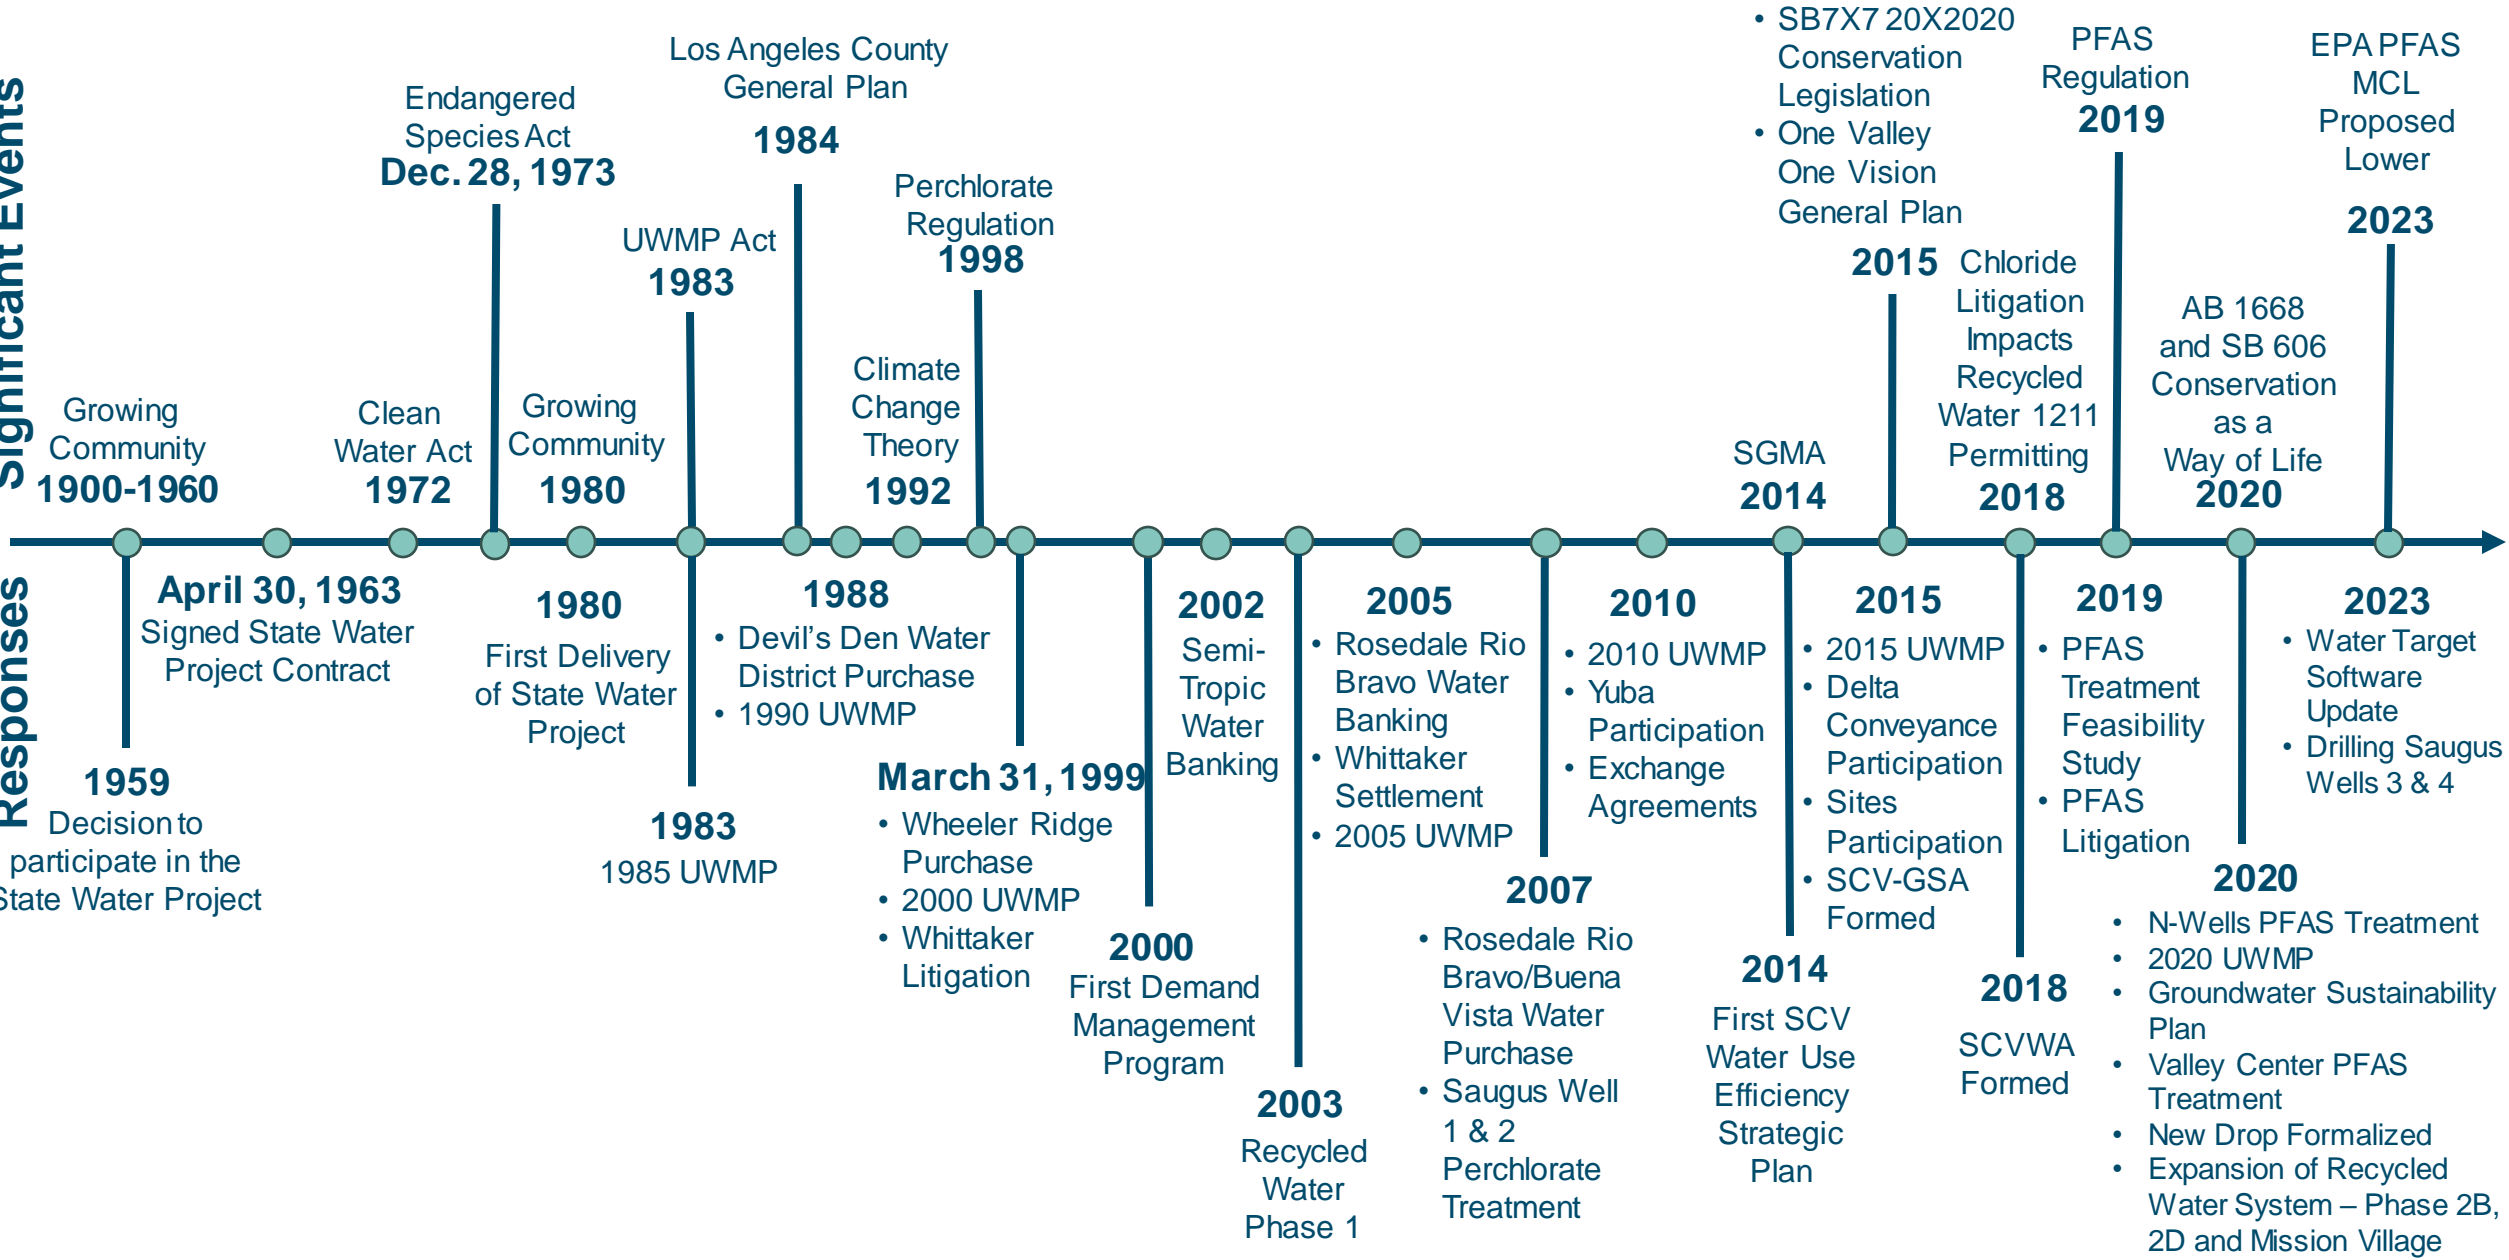 Significant Events
Growing
Community
1900-1960
Clean
Water Act
1972
Endangered
Species Act
Dec. 28, 1973
Growing
Community
1980
UWMP Act
1983
Los Angeles County
General Plan
1984
Climate
Change
Theory
1992
Perchlorate
Regulation
1998
SGMA
2014
• SB7X7 20X2020
Conservation
Legislation
• One Valley
One Vision
General Plan
2015
Chloride
Litigation
Impacts
Recycled
Water 1211
Permitting
2018
PFAS
Regulation
2019
AB 1668
and SB 606
Conservation
as a
Way of Life
2020
EPA PFAS
MCL
Proposed
Lower
2023
Responses
1959
Decision to
participate in the
State Water Project
April 30, 1963
Signed State Water
Project Contract
1980
First Delivery
of State Water
Project
1983
1985 UWMP
1988
• Devil's Den Water
District Purchase
• 1990 UWMP
March 31, 1999
• Wheeler Ridge
Purchase
• 2000 UWMP
• Whittaker
Litigation
2000
First Demand
Management
Program
2002
Semi-
Tropic
Water
Banking
2003
Recycled
Water
Phase 1
2005
• Rosedale Rio
Bravo Water
Banking
• Whittaker
Settlement
• 2005 UWMP
2007
• Rosedale Rio
Bravo/Buena
Vista Water
Purchase
• Saugus Well
1 & 2
Perchlorate
Treatment
2010
• 2010 UWMP
• Yuba
Participation
• Exchange
Agreements
2014
First SCV
Water Use
Efficiency
Strategic
Plan
2015
• 2015 UWMP
• Delta
Conveyance
Participation
• Sites
Participation
• SCV-GSA
Formed
2018
SCVWA
Formed
2019
• PFAS
Treatment
Feasibility
Study
• PFAS
Litigation
2020
• N-Wells PFAS Treatment
• 2020 UWMP
• Groundwater Sustainability
Plan
• Valley Center PFAS
Treatment
• New Drop Formalized
• Expansion of Recycled
Water System – Phase 2B,
2D and Mission Village
2023
• Water Target
Software
Update
• Drilling Saugus
Wells 3 & 4